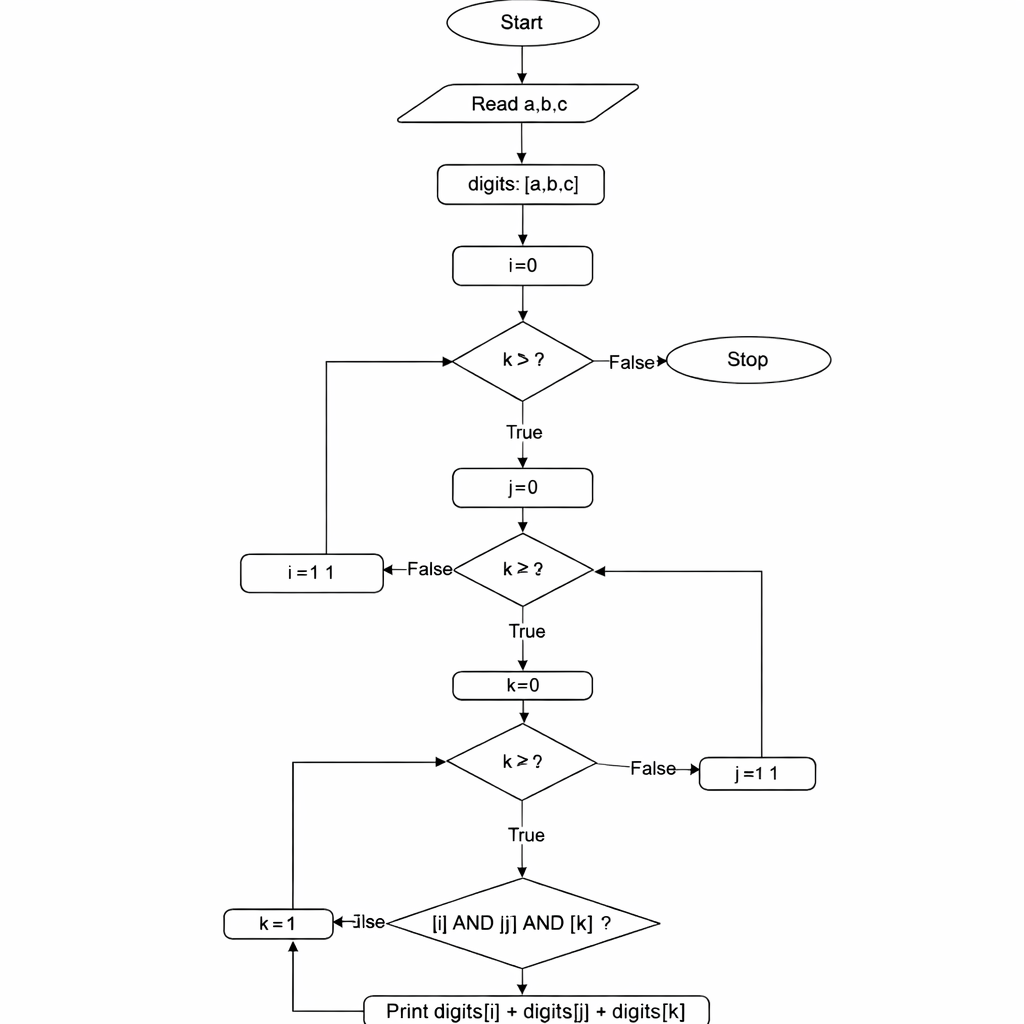 Start
Read a,b,c
digits: [a,b,c]
i=0
k > ?
False
Stop
True
j=0
k ≥ ?
False
i =1 1
True
k=0
k ≥ ?
False
j =1 1
True
[i] AND jj] AND [k] ?
k = 1
Print digits[i] + digits[j] + digits[k]